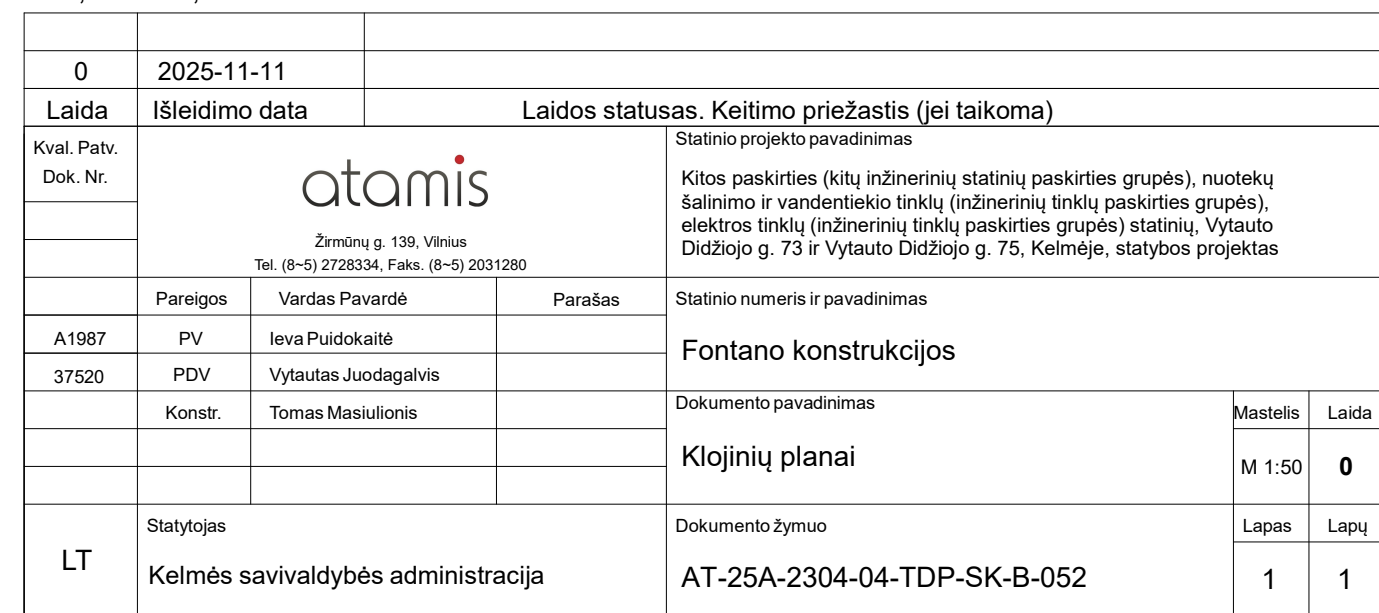 0 2025-11-11
Laida Išleidimo data Laidos statusas. Keitimo priežastis (jei taikoma)
Kval. Patv.
Dok. Nr.
atamis
Žirmūnų g. 139, Vilnius
Tel. (8~5) 2728334, Faks. (8~5) 2031280
Statinio projekto pavadinimas
Kitos paskirties (kitų inžinerinių statinių paskirties grupės), nuotekų
šalinimo ir vandentiekio tinklų (inžinerinių tinklų paskirties grupės),
elektros tinklų (inžinerinių tinklų paskirties grupės) statinių, Vytauto
Didžiojo g. 73 ir Vytauto Didžiojo g. 75, Kelmėje, statybos projektas
Pareigos Vardas Pavardė Parašas
A1987 PV Ieva Puidokaitė
37520 PDV Vytautas Juodagalvis
Konstr. Tomas Masiulionis
Statinio numeris ir pavadinimas
Fontano konstrukcijos
Dokumento pavadinimas
Klojinių planai
Mastelis Laida
M 1:50 0
LT
Statytojas
Kelmės savivaldybės administracija
Dokumento žymuo
AT-25A-2304-04-TDP-SK-B-052
Lapas Lapų
1 1